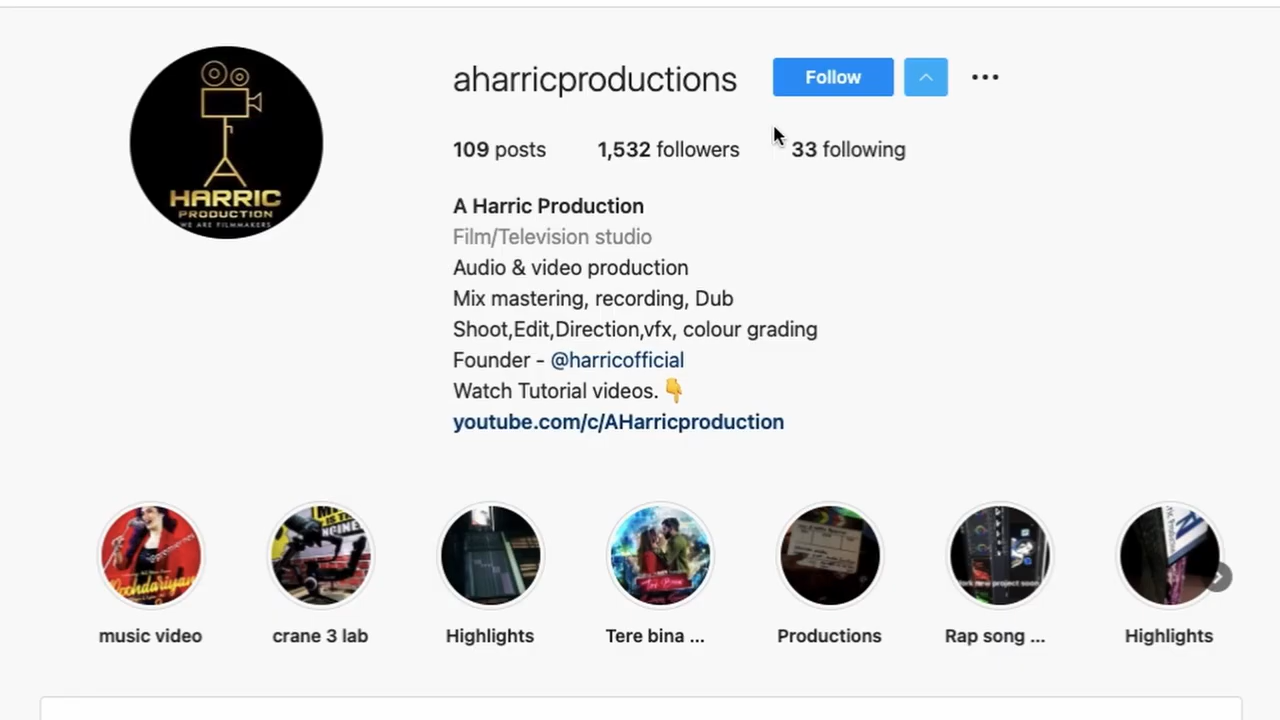 aharricproductions
Follow
109 posts
1,532 followers
33 following
HARRIC
PRODUCTION
WE ARE FILMMAKERS
A Harric Production
Film/Television studio
Audio & video production
Mix mastering, recording, Dub
Shoot,Edit,Direction,vfx, colour grading
Founder - @harricofficial
Watch Tutorial videos. 👇
youtube.com/c/AHarricproduction
music video
crane 3 lab
Highlights
Tere bina ...
Productions
Rap song ...
Highlights